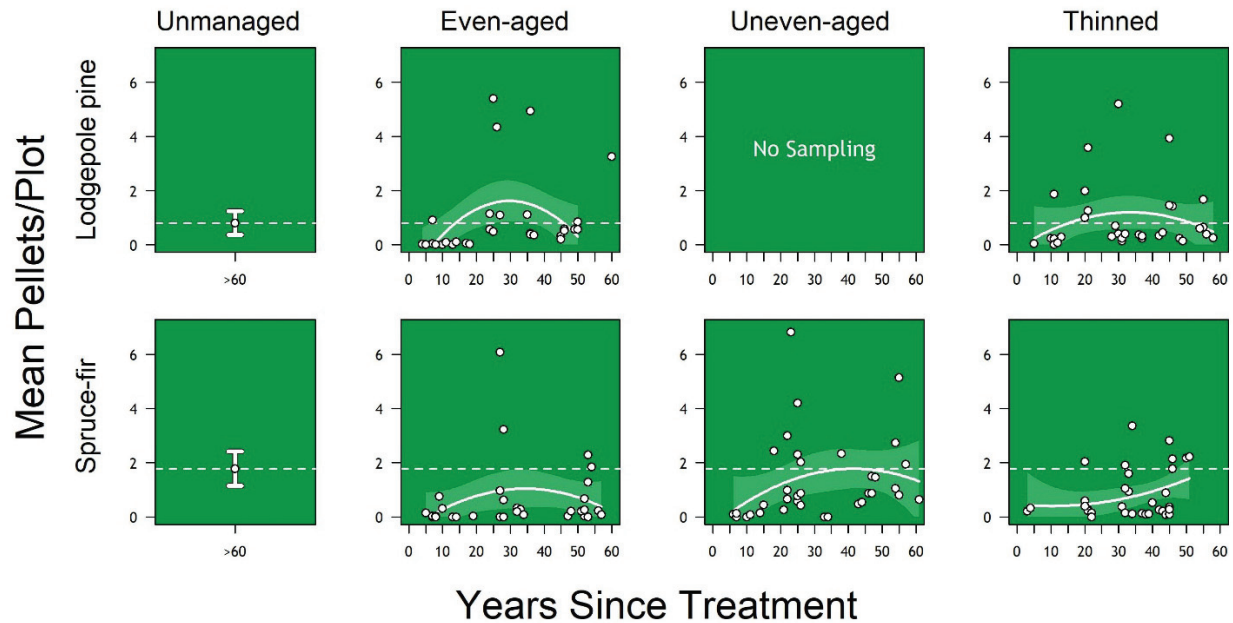 Unmanaged Even-aged Uneven-aged Thinned
Mean Pellets/Plot
Lodgepole pine
6
4
2
0
>60
6
4
2
0
0 10 20 30 40 50 60
No Sampling
6
4
2
0
0 10 20 30 40 50 60
6
4
2
0
0 10 20 30 40 50 60
Spruce-fir
6
4
2
0
>60
6
4
2
0
0 10 20 30 40 50 60
6
4
2
0
0 10 20 30 40 50 60
6
4
2
0
0 10 20 30 40 50 60
Years Since Treatment